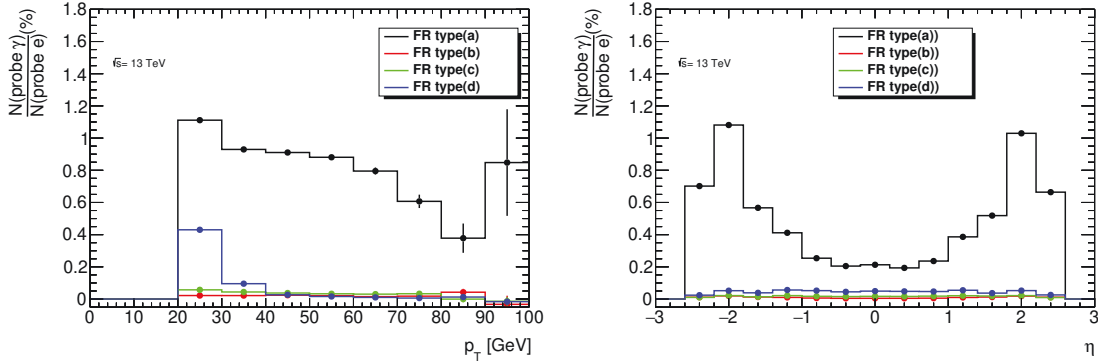 N(probe γ)
N(probe e)
(%)
1.8
1.6
1.4
1.2
1
0.8
0.6
0.4
0.2
0
√s= 13 TeV
FR type(a)
FR type(b)
FR type(c)
FR type(d)
0 10 20 30 40 50 60 70 80 90 100
p_T [GeV]
N(probe γ)
N(probe e)
(%)
1.8
1.6
1.4
1.2
1
0.8
0.6
0.4
0.2
0
√s= 13 TeV
FR type(a))
FR type(b))
FR type(c))
FR type(d))
−3 −2 −1 0 1 2 3
η